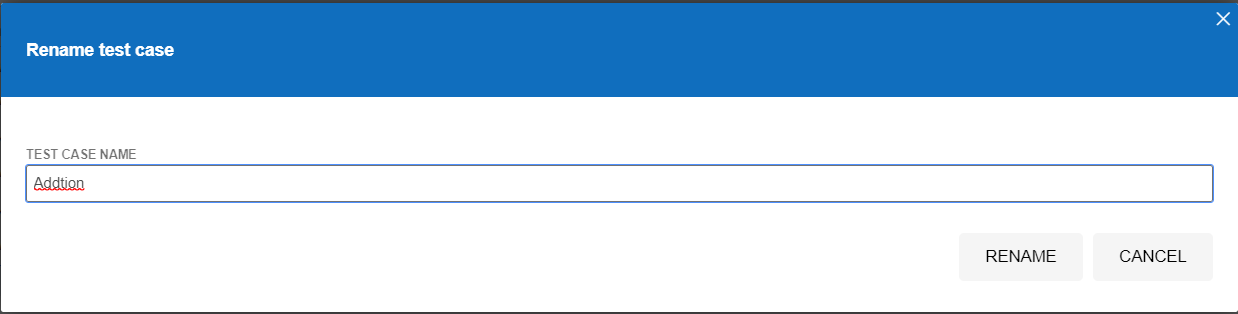 Rename test case
TEST CASE NAME
Addtion
RENAME CANCEL